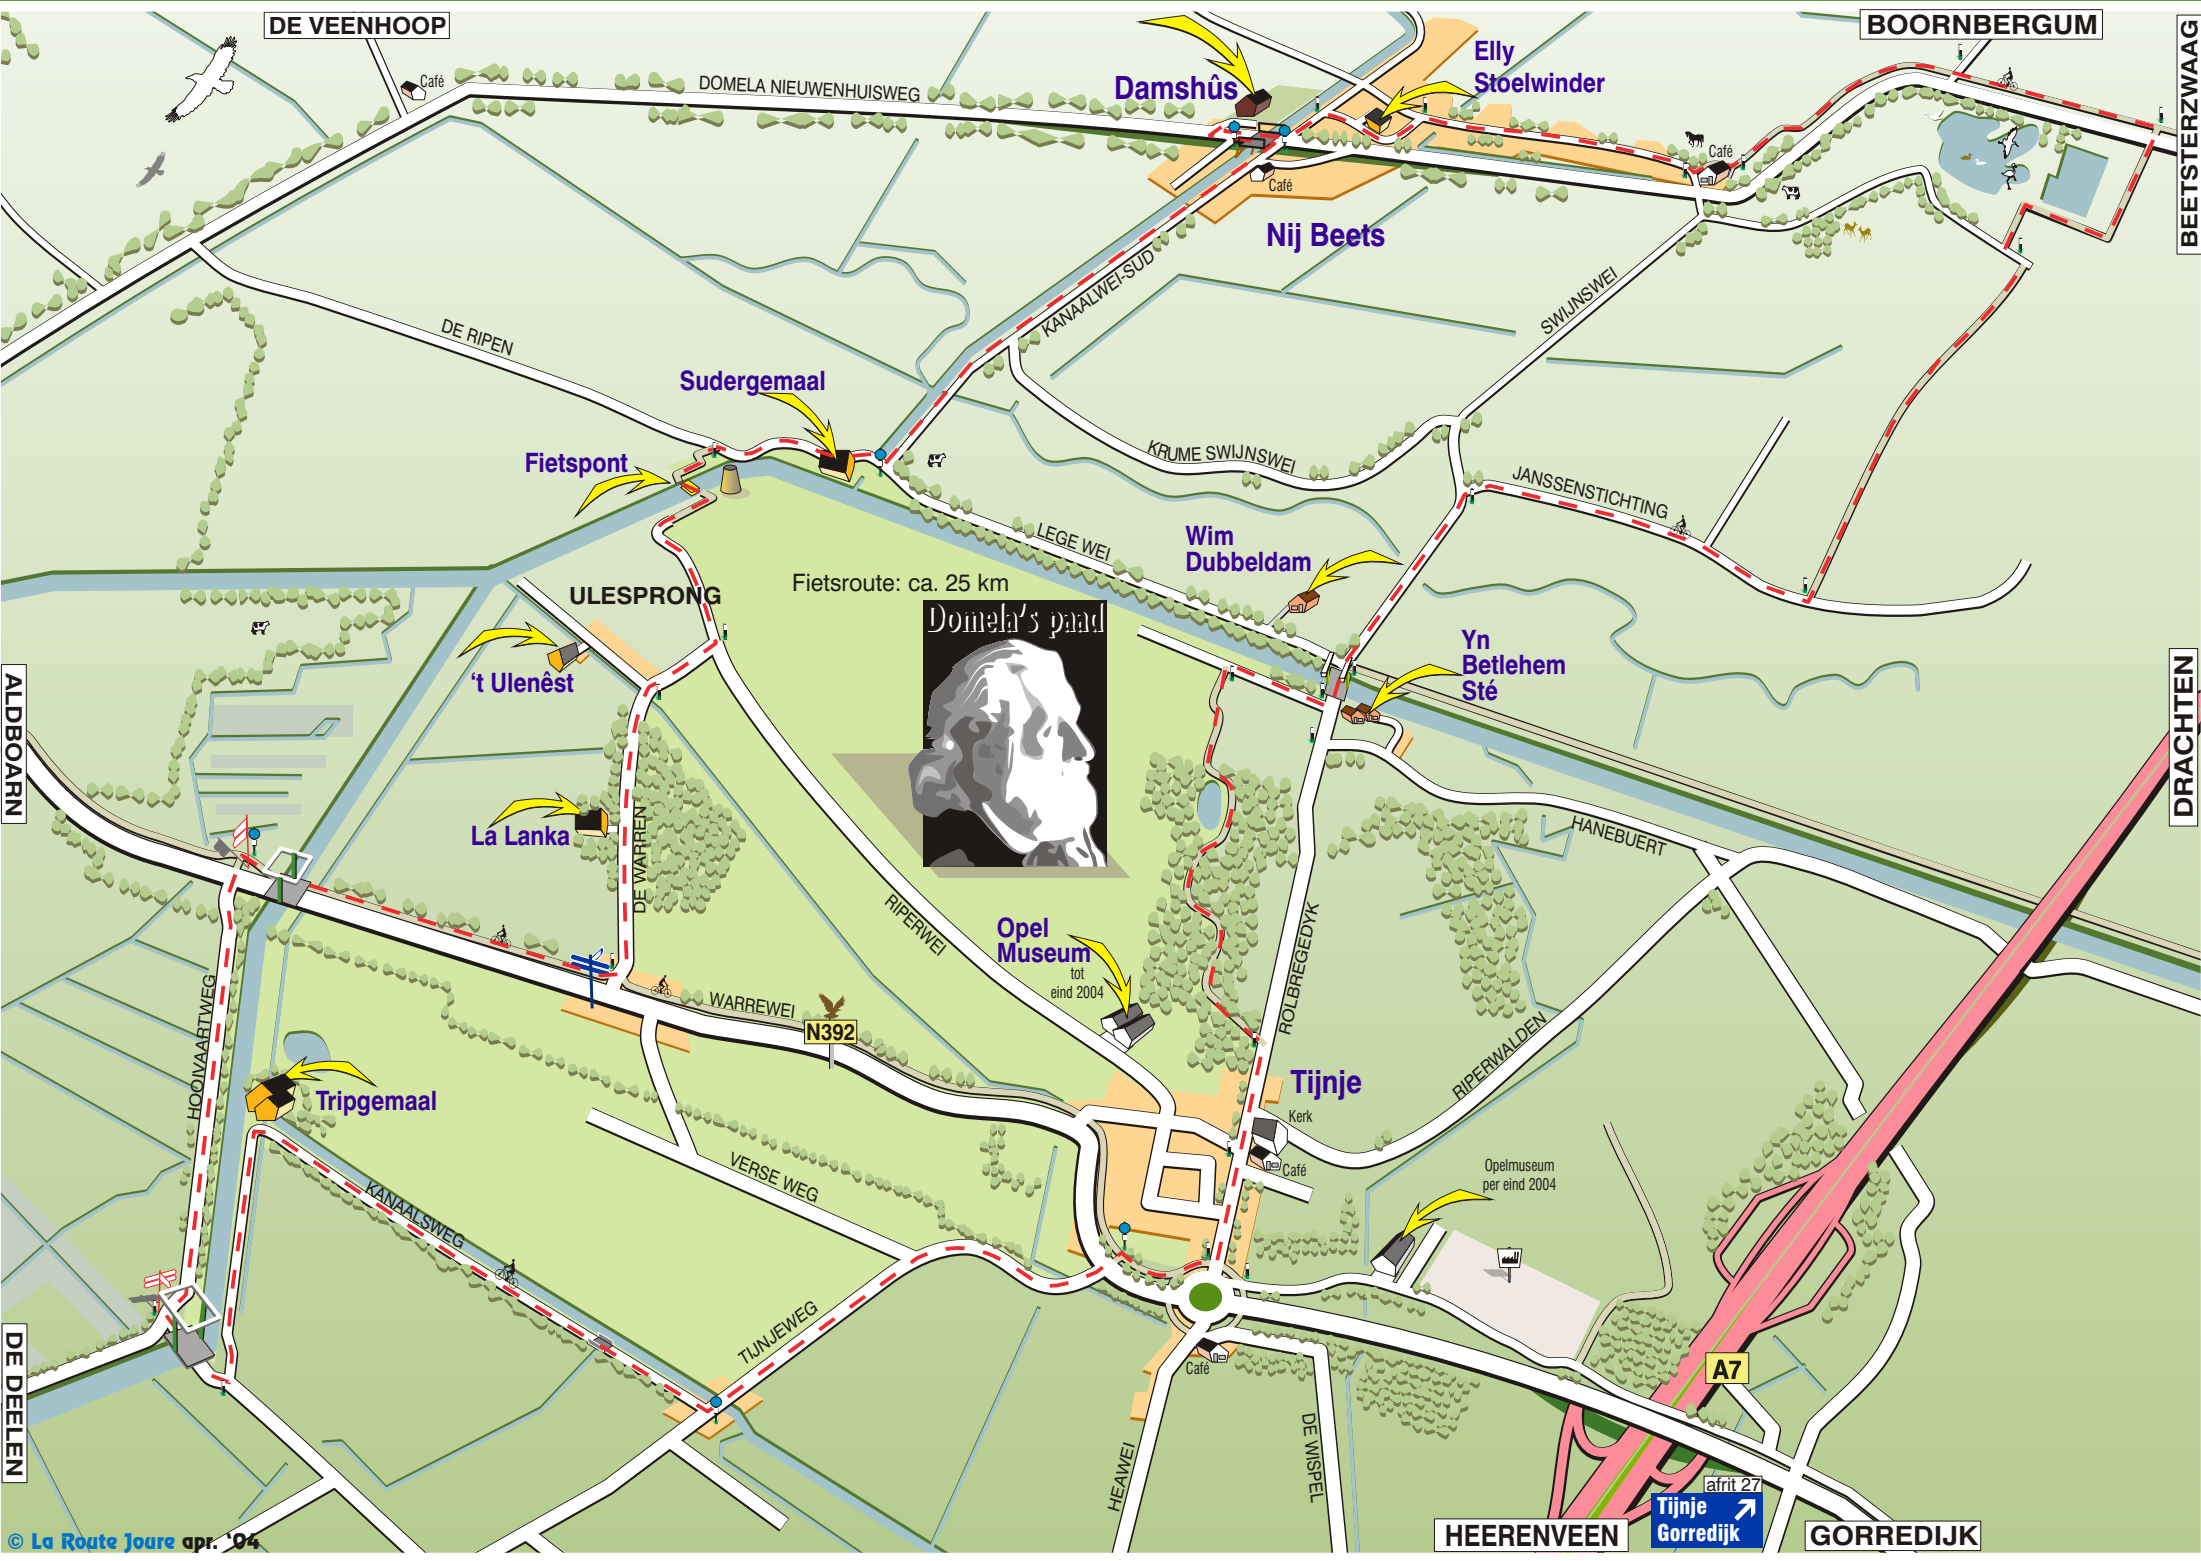 DE VEENHOOP
BOORNBERGUM
BEETSTERZWAAG
Café
DOMELA NIEUWENHUISWEG
Damshûs
Elly
Stoelwinder
Café
Café
Nij Beets
KANAALWEI-SUD
SWIJNSWEI
DE RIPEN
Sudergemaal
Fietspont
KRUME SWIJNSWEI
JANSSENSTICHTING
LEGE WEI
Wim
Dubbeldam
Fietsroute: ca. 25 km
ULESPRONG
Domela's paad
Yn
Betlehem
Sté
‘t Ulenêst
ALDBOARN
DRACHTEN
La Lanka
DE WARREN
HANEBUERT
RIPERWEI
Opel
Museum
tot
eind 2004
ROLBREGEDYK
WARREWEI
N392
HOOIVAARTWEG
RIPERWALDEN
Tripgemaal
Tijnje
Kerk
Café
VERSE WEG
KANAALSWEG
Opelmuseum
per eind 2004
TIJNJEWEG
DE DEELEN
Café
A7
HEAWEI
DE WISPEL
afrit 27
Tijnje
Gorredijk
HEERENVEEN
GORREDIJK
© La Route Joure apr. ‘04